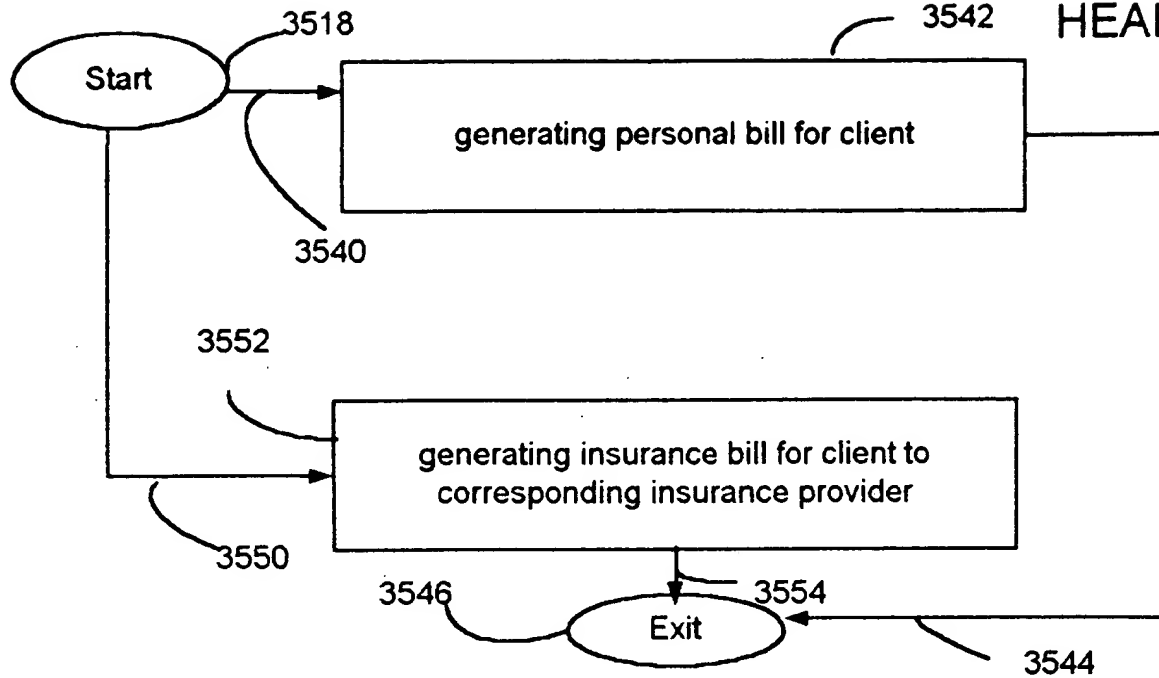 3518
3542
HEAL
Start
generating personal bill for client
3540
3552
generating insurance bill for client to
corresponding insurance provider
3550
3554
3546
Exit
3544